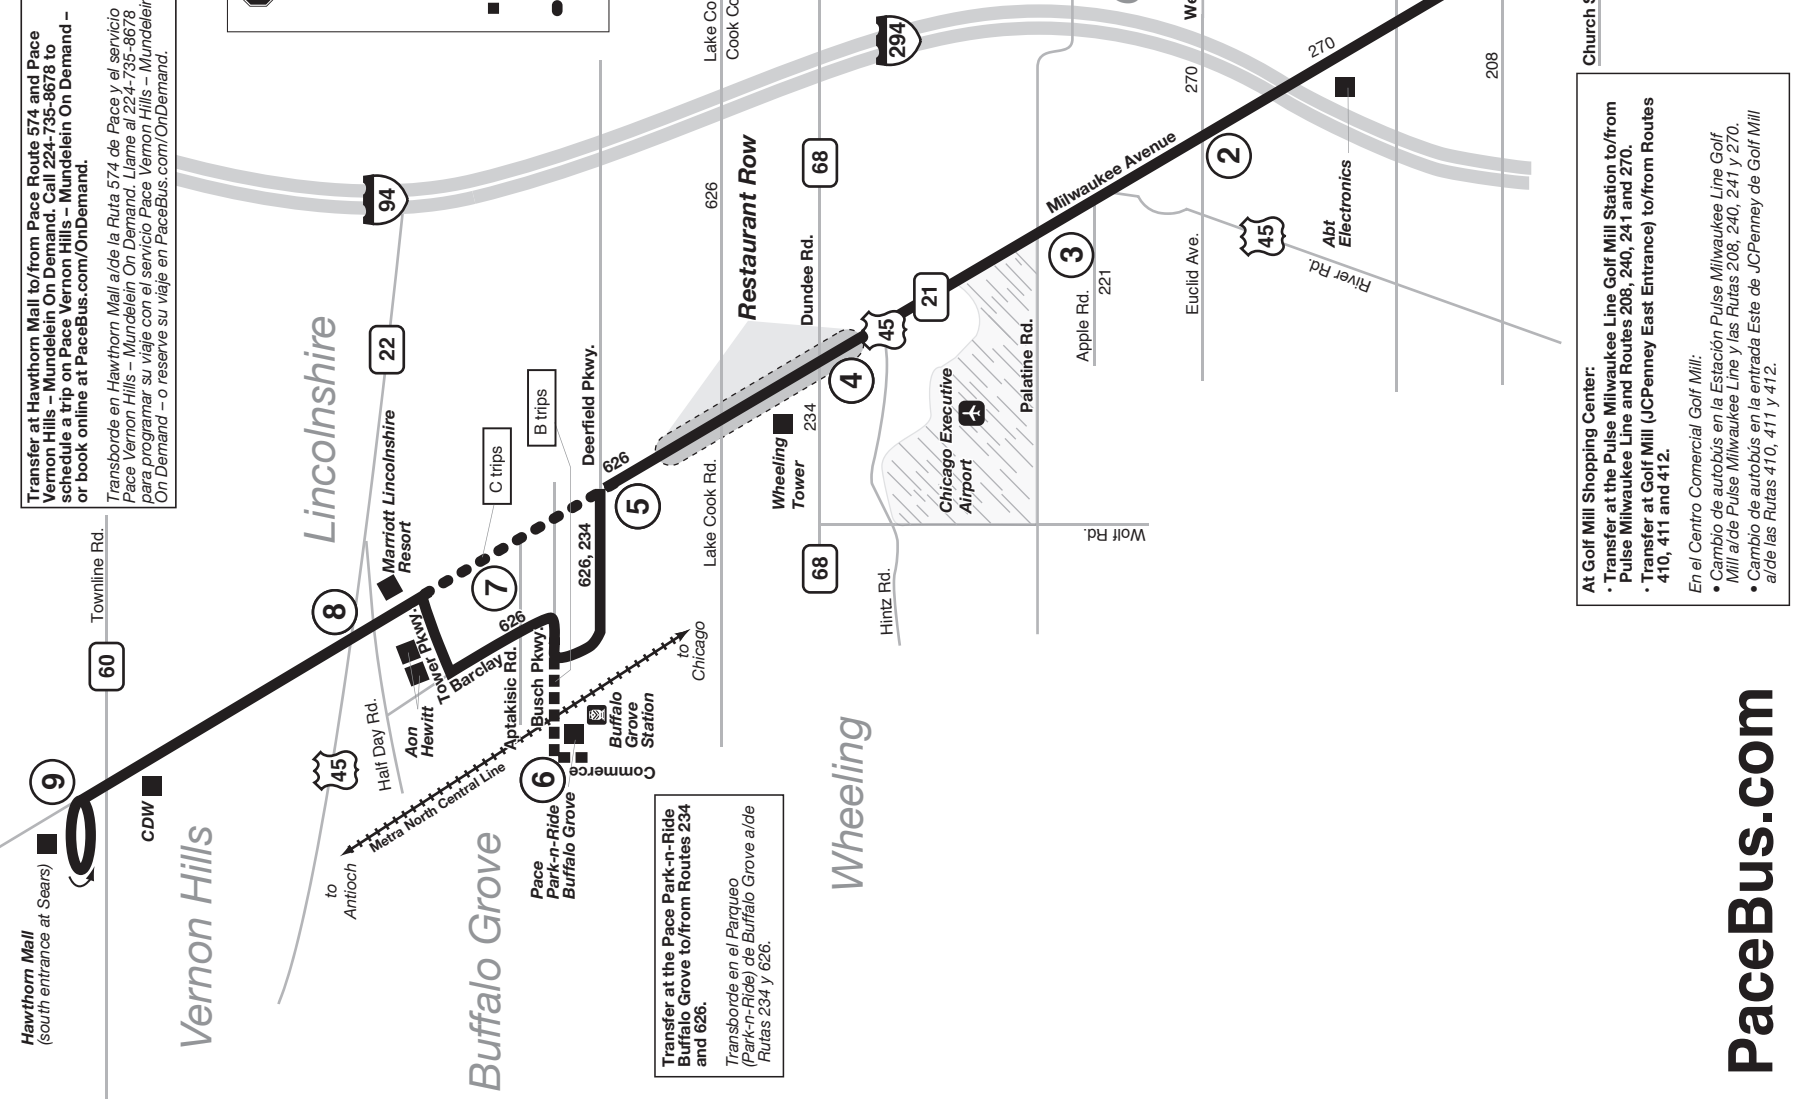 Transfer at Hawthorn Mall to/from Pace Route 574 and Pace
Vernon Hills – Mundelein On Demand. Call 224-735-8678 to
schedule a trip on Pace Vernon Hills – Mundelein On Demand –
or book online at PaceBus.com/OnDemand.
Transborde en Hawthorn Mall a/de la Ruta 574 de Pace y el servicio
Pace Vernon Hills – Mundelein On Demand. Llame al 224-735-8678
para programar su viaje con el servicio Pace Vernon Hills – Mundelein
On Demand – o reserve su viaje en PaceBus.com/OnDemand.
Hawthorn Mall
(south entrance at Sears)
9
60
Townline Rd.
CDW
Vernon Hills
Lincolnshire
94
22
8
45
Half Day Rd.
Marriott Lincolnshire
Resort
Aon
Hewitt
Tower Pkwy.
Barclay
626
7
C trips
B trips
to
Antioch
Metra North Central Line
Aptakisic Rd.
Busch Pkwy.
Buffalo Grove
6
Pace
Park-n-Ride
Buffalo Grove
Commerce
Buffalo
Grove
Station
to
Chicago
626, 234
Deerfield Pkwy.
626
5
Transfer at the Pace Park-n-Ride
Buffalo Grove to/from Routes 234
and 626.
Transborde en el Parqueo
(Park-n-Ride) de Buffalo Grove a/de
Rutas 234 y 626.
Lake Cook Rd.
626
Lake Co
Cook Co
Restaurant Row
Wheeling
Tower
234
Dundee Rd.
68
68
4
45
21
294
Wheeling
Hintz Rd.
Chicago Executive
Airport
Wolf Rd.
Palatine Rd.
3
Milwaukee Avenue
Apple Rd.
221
Euclid Ave.
270
We
2
45
River Rd.
Abt
Electronics
270
208
Church S
At Golf Mill Shopping Center:
· Transfer at the Pulse Milwaukee Line Golf Mill Station to/from
Pulse Milwaukee Line and Routes 208, 240, 241 and 270.
· Transfer at Golf Mill (JCPenney East Entrance) to/from Routes
410, 411 and 412.
En el Centro Comercial Golf Mill:
• Cambio de autobús en la Estación Pulse Milwaukee Line Golf
Mill a/de Pulse Milwaukee Line y las Rutas 208, 240, 241 y 270.
• Cambio de autobús en la entrada Este de JCPenney de Golf Mill
a/de las Rutas 410, 411 y 412.
PaceBus.com